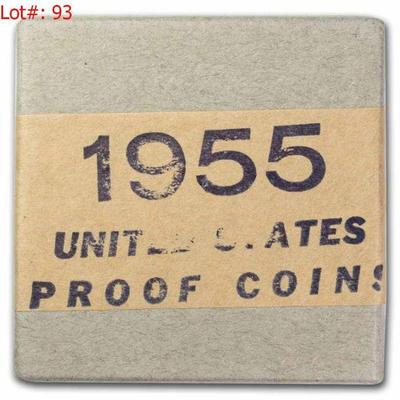 Lot#: 93
1955
UNITED STATES
PROOF COINS